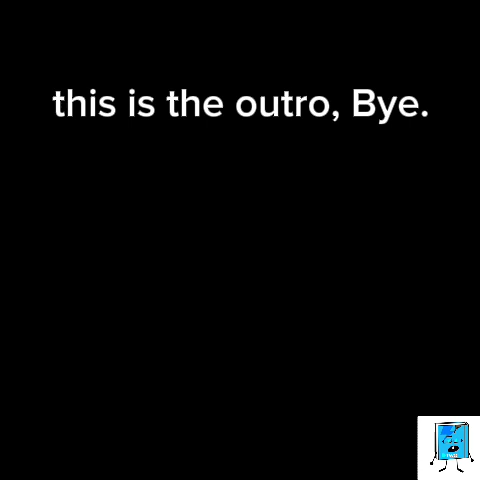 this is the outro, Bye.